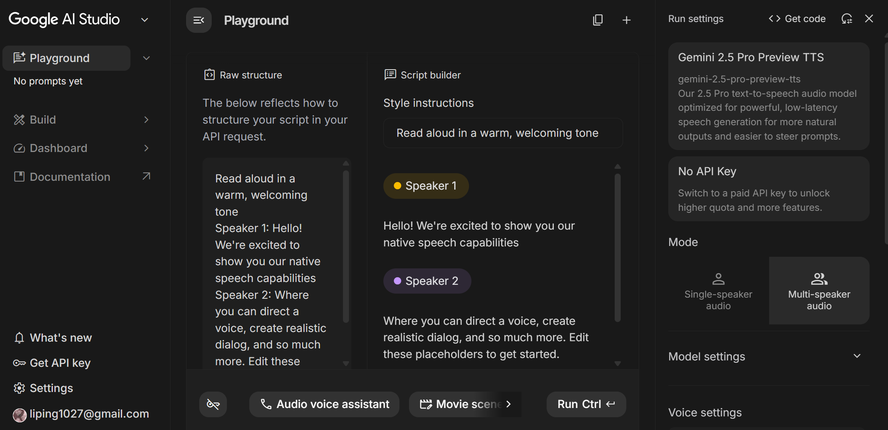 Google AI Studio
Playground
No prompts yet
Build
Dashboard
Documentation
What's new
Get API key
Settings
liping1027@gmail.com
Playground
Raw structure
The below reflects how to
structure your script in your
API request.
Read aloud in a
warm, welcoming
tone
Speaker 1: Hello!
We're excited to
show you our native
speech capabilities
Speaker 2: Where
you can direct a
voice, create realistic
dialog, and so much
more. Edit these
Script builder
Style instructions
Read aloud in a warm, welcoming tone
Speaker 1
Hello! We're excited to show you our
native speech capabilities
Speaker 2
Where you can direct a voice, create
realistic dialog, and so much more. Edit
these placeholders to get started.
Audio voice assistant
Movie scene
Run Ctrl ↵
Run settings
<> Get code
Gemini 2.5 Pro Preview TTS
gemini-2.5-pro-preview-tts
Our 2.5 Pro text-to-speech audio model
optimized for powerful, low-latency
speech generation for more natural
outputs and easier to steer prompts.
No API Key
Switch to a paid API key to unlock
higher quota and more features.
Mode
Single-speaker
audio
Multi-speaker
audio
Model settings
Voice settings